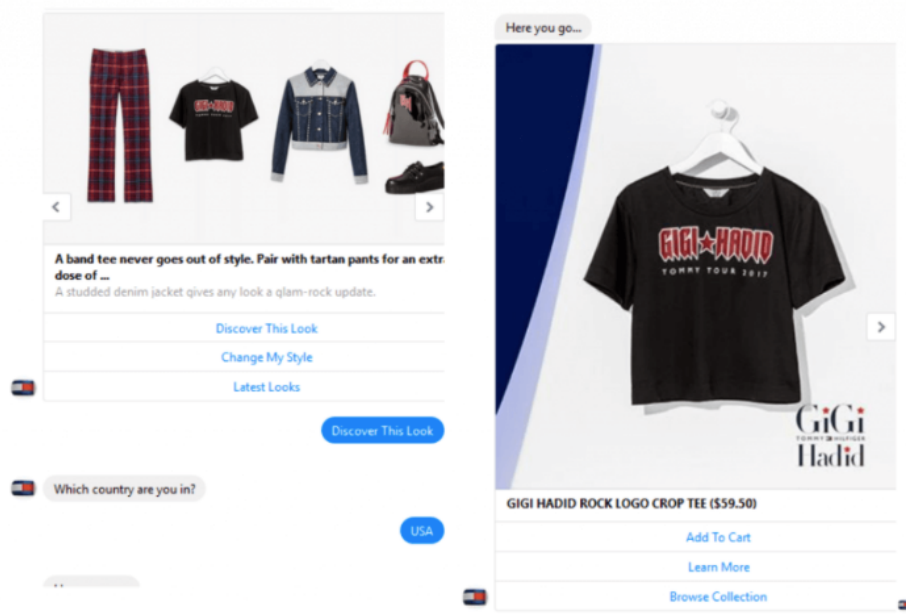 A band tee never goes out of style. Pair with tartan pants for an extr
dose of ...
A studded denim jacket gives any look a glam-rock update.
Discover This Look
Change My Style
Latest Looks
Discover This Look
Which country are you in?
USA
Here you go...
GIGI★HADID
TOMMY TOUR 2017
GiGi
TOMMY HILFIGER
Hadid
GIGI HADID ROCK LOGO CROP TEE ($59.50)
Add To Cart
Learn More
Browse Collection